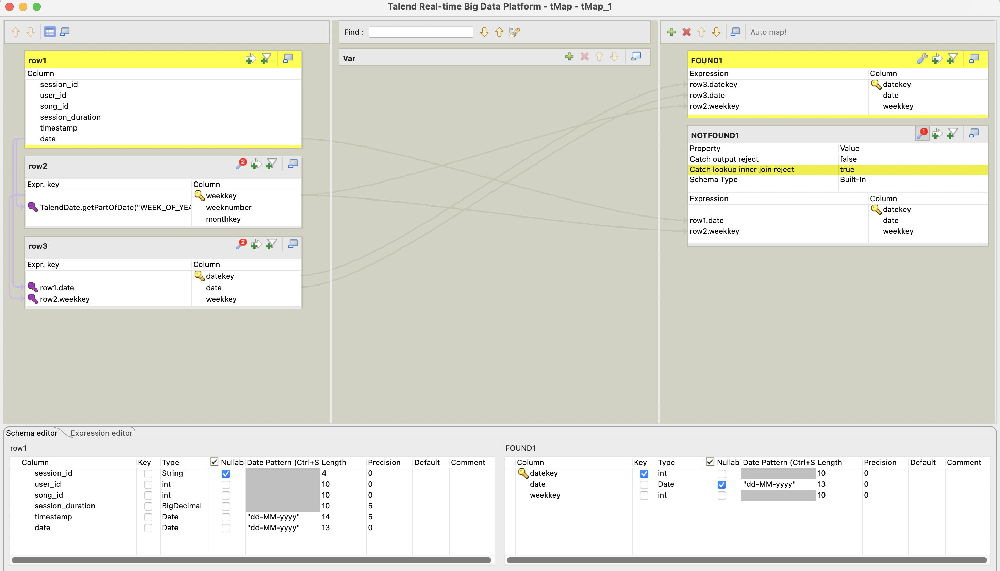 Talend Real-time Big Data Platform - tMap - tMap_1
Find :
Auto map!
row1
Column
session_id
user_id
song_id
session_duration
timestamp
date
row2
2
Expr. key Column
weekkey
TalendDate.getPartOfDate("WEEK_OF_YEA weeknumber
monthkey
row3
2
Expr. key Column
datekey
row1.date date
row2.weekkey weekkey
Var
FOUND1
Expression Column
row3.datekey datekey
row3.date date
row2.weekkey weekkey
NOTFOUND1
1
Property Value
Catch output reject false
Catch lookup inner join reject true
Schema Type Built-In
Expression Column
datekey
row1.date date
row2.weekkey weekkey
Schema editor Expression editor
row1
Column Key Type Nullab Date Pattern (Ctrl+S Length Precision Default Comment
session_id String 4 0
user_id int 10 0
song_id int 10 0
session_duration BigDecimal 10 5
timestamp Date "dd-MM-yyyy" 14 5
date Date "dd-MM-yyyy" 13 0
FOUND1
Column Key Type Nullab Date Pattern (Ctrl+S Length Precision Default Comment
datekey int 10 0
date Date "dd-MM-yyyy" 13 0
weekkey int 10 0